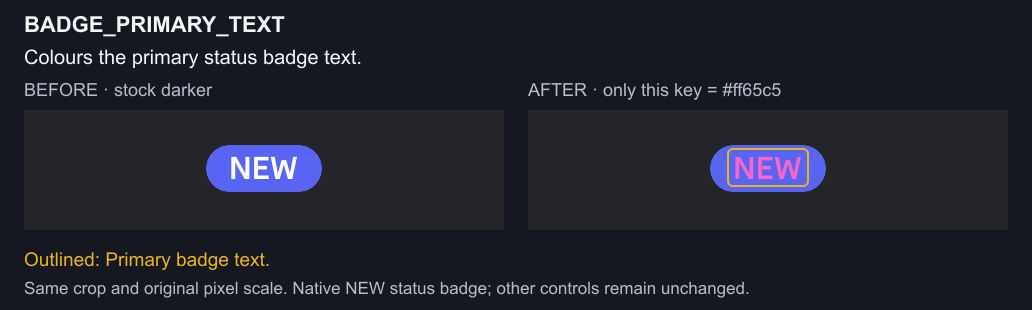 BADGE_PRIMARY_TEXT
Colours the primary status badge text.
BEFORE · stock darker
AFTER · only this key = #ff65c5
NEW
NEW
Outlined: Primary badge text.
Same crop and original pixel scale. Native NEW status badge; other controls remain unchanged.